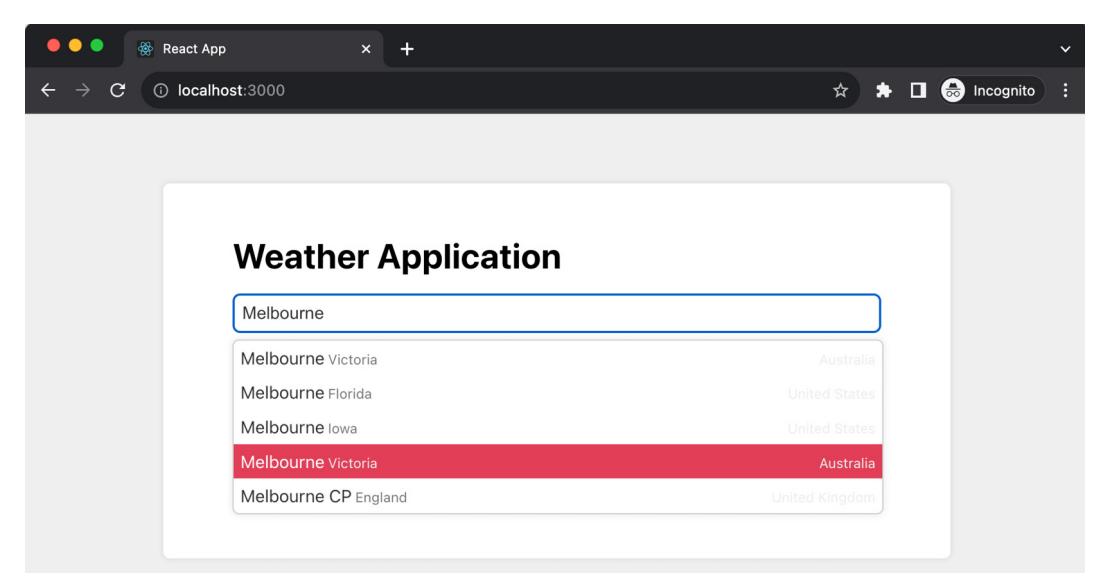 React App
localhost:3000
Incognito
Weather Application
Melbourne
Melbourne Victoria Australia
Melbourne Florida United States
Melbourne Iowa United States
Melbourne Victoria Australia
Melbourne CP England United Kingdom